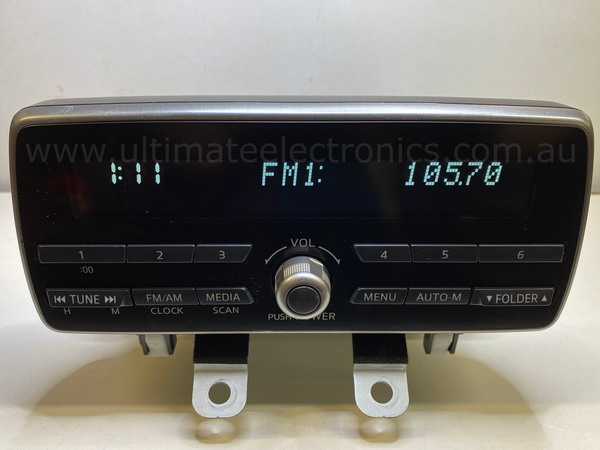 www.ultimateelectronics.com.au
1:11 FM1: 105.70
1 2 3 VOL 4 5 6
:00
⏮ TUNE ⏭ FM/AM MEDIA MENU AUTO-M ▼ FOLDER ▲
H M CLOCK SCAN PUSH POWER